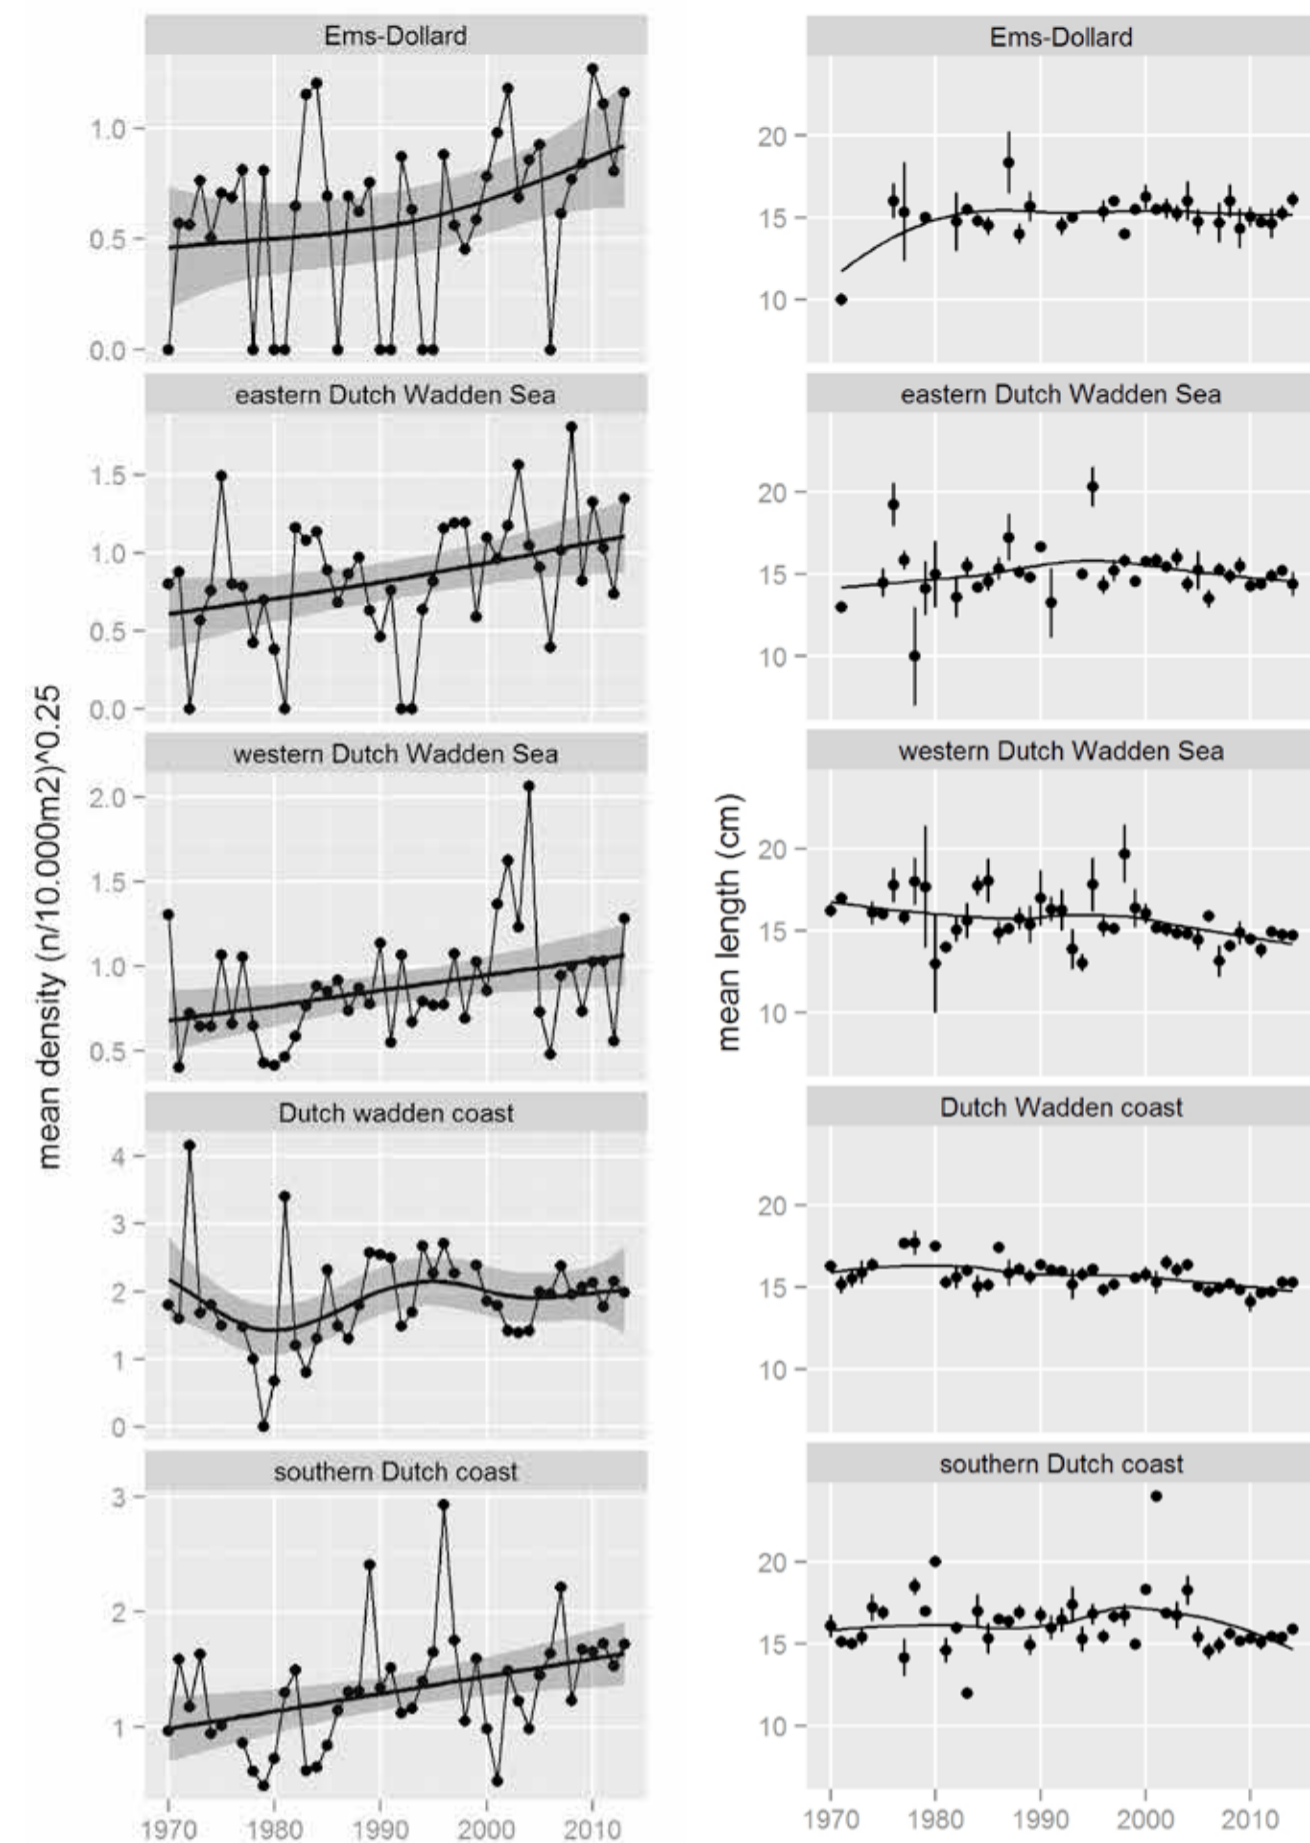 Ems-Dollard
1.0
0.5
0.0
eastern Dutch Wadden Sea
1.5
1.0
0.5
0.0
western Dutch Wadden Sea
2.0
1.5
1.0
0.5
Dutch wadden coast
4
3
2
1
0
southern Dutch coast
3
2
1
1970 1980 1990 2000 2010
mean density (n/10.000m2)^0.25
Ems-Dollard
20
15
10
eastern Dutch Wadden Sea
20
15
10
western Dutch Wadden Sea
20
15
10
Dutch Wadden coast
20
15
10
southern Dutch coast
20
15
10
1970 1980 1990 2000 2010
mean length (cm)